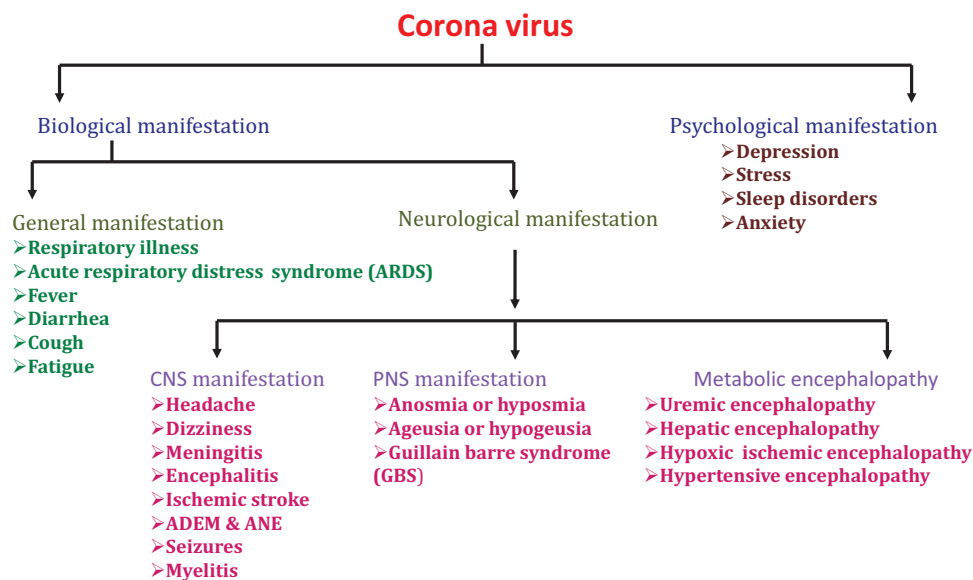 Corona virus
Biological manifestation
Psychological manifestation
➢Depression
➢Stress
➢Sleep disorders
➢Anxiety
General manifestation
➢Respiratory illness
➢Acute respiratory distress syndrome (ARDS)
➢Fever
➢Diarrhea
➢Cough
➢Fatigue
Neurological manifestation
CNS manifestation
➢Headache
➢Dizziness
➢Meningitis
➢Encephalitis
➢Ischemic stroke
➢ADEM & ANE
➢Seizures
➢Myelitis
PNS manifestation
➢Anosmia or hyposmia
➢Ageusia or hypogeusia
➢Guillain barre syndrome
(GBS)
Metabolic encephalopathy
➢Uremic encephalopathy
➢Hepatic encephalopathy
➢Hypoxic ischemic encephalopathy
➢Hypertensive encephalopathy